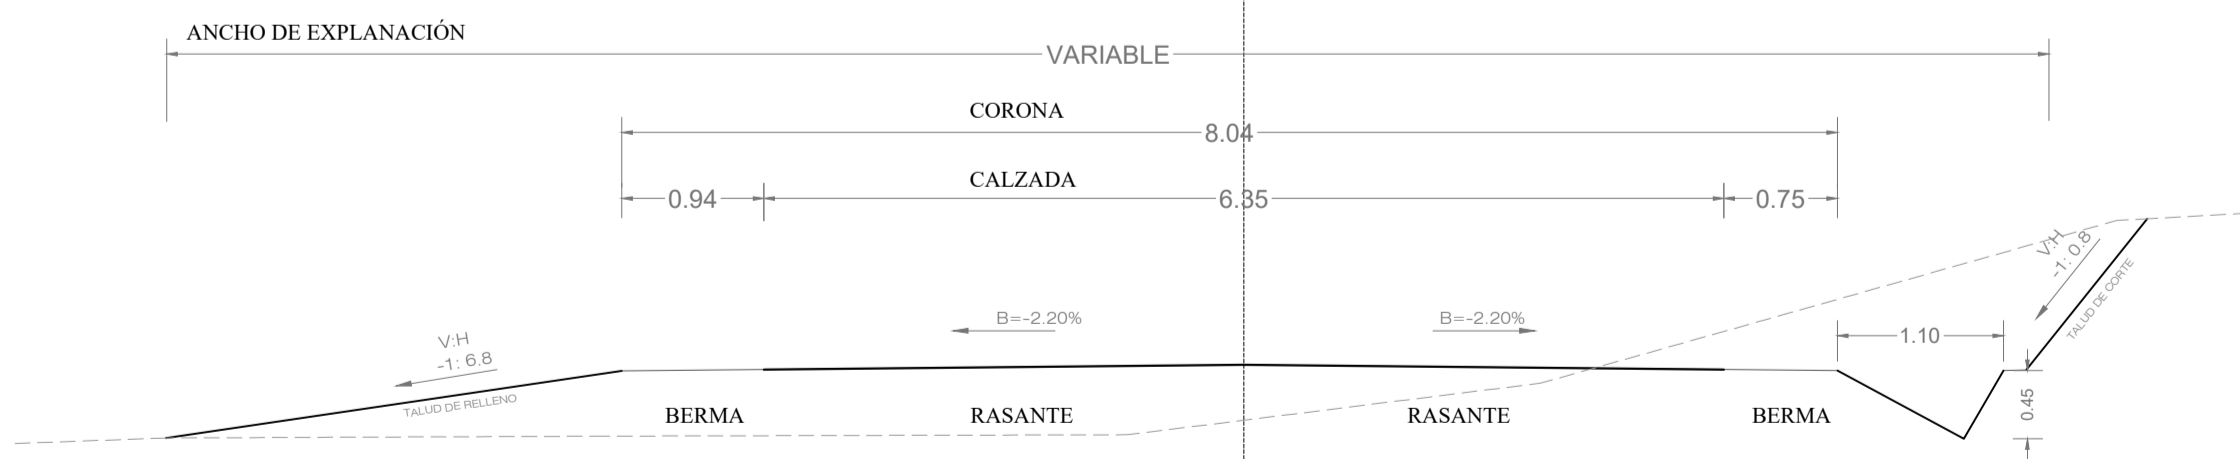 ANCHO DE EXPLANACIÓN
VARIABLE
CORONA
8.04
CALZADA
0.94
6.35
0.75
V:H
-1: 0.8
TALUD DE CORTE
B=-2.20%
B=-2.20%
V:H
-1: 6.8
TALUD DE RELLENO
1.10
0.45
BERMA
RASANTE
RASANTE
BERMA